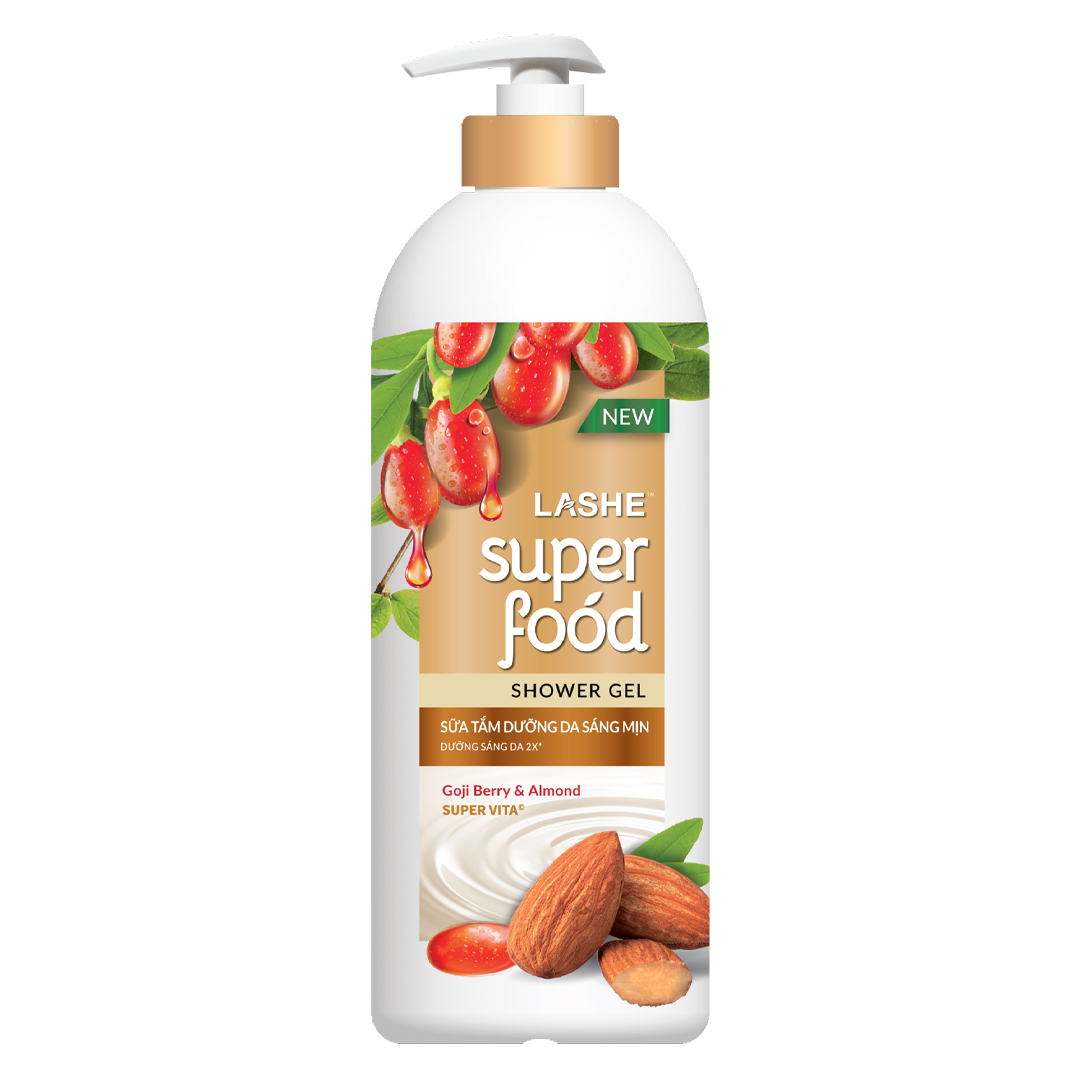 NEW
LASHE™
super
food
SHOWER GEL
SỮA TẮM DƯỠNG DA SÁNG MỊN
DƯỠNG SÁNG DA 2X*
Goji Berry & Almond
SUPER VITA©